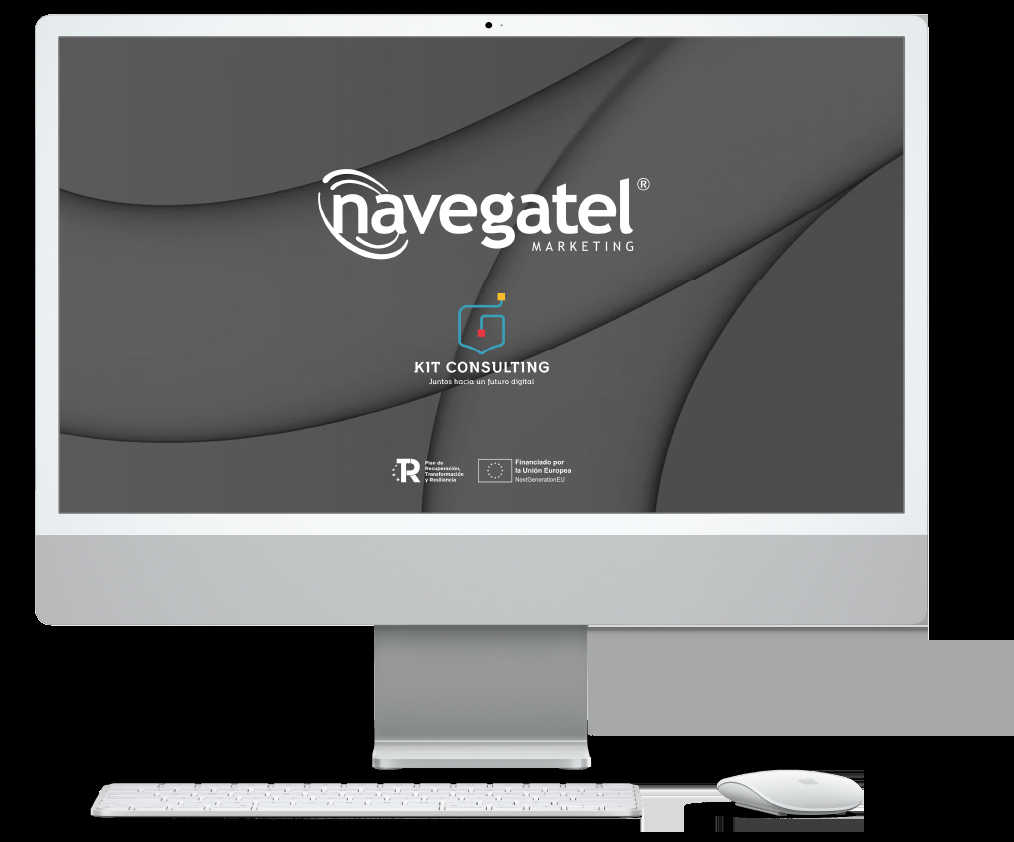 navegatel®
MARKETING
KIT CONSULTING
Juntos hacia un futuro digital
TR
Plan de
Recuperación,
Transformación
y Resiliencia
Financiado por
la Unión Europea
NextGenerationEU